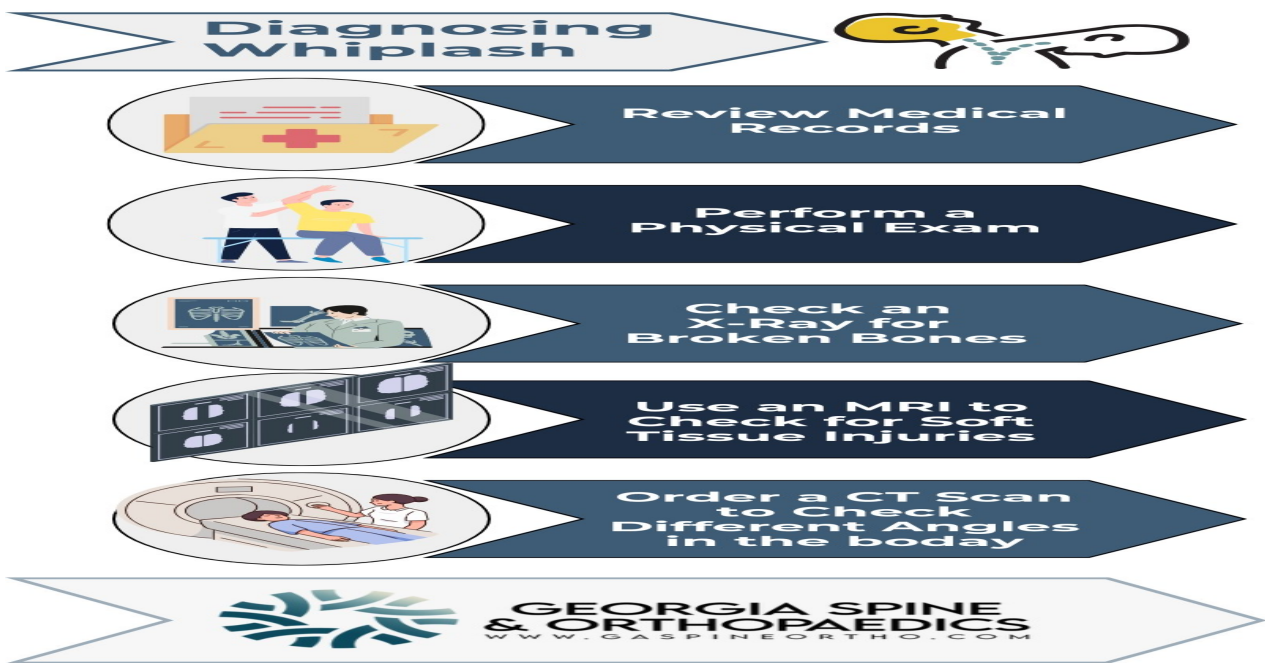 Diagnosing
Whiplash
Review Medical
Records
Perform a
Physical Exam
Check an
X-Ray for
Broken Bones
Use an MRI to
Check for Soft
Tissue Injuries
Order a CT Scan
to Check
Different Angles
in the boday
GEORGIA SPINE
& ORTHOPAEDICS
WWW.GASPINEORTHO.COM